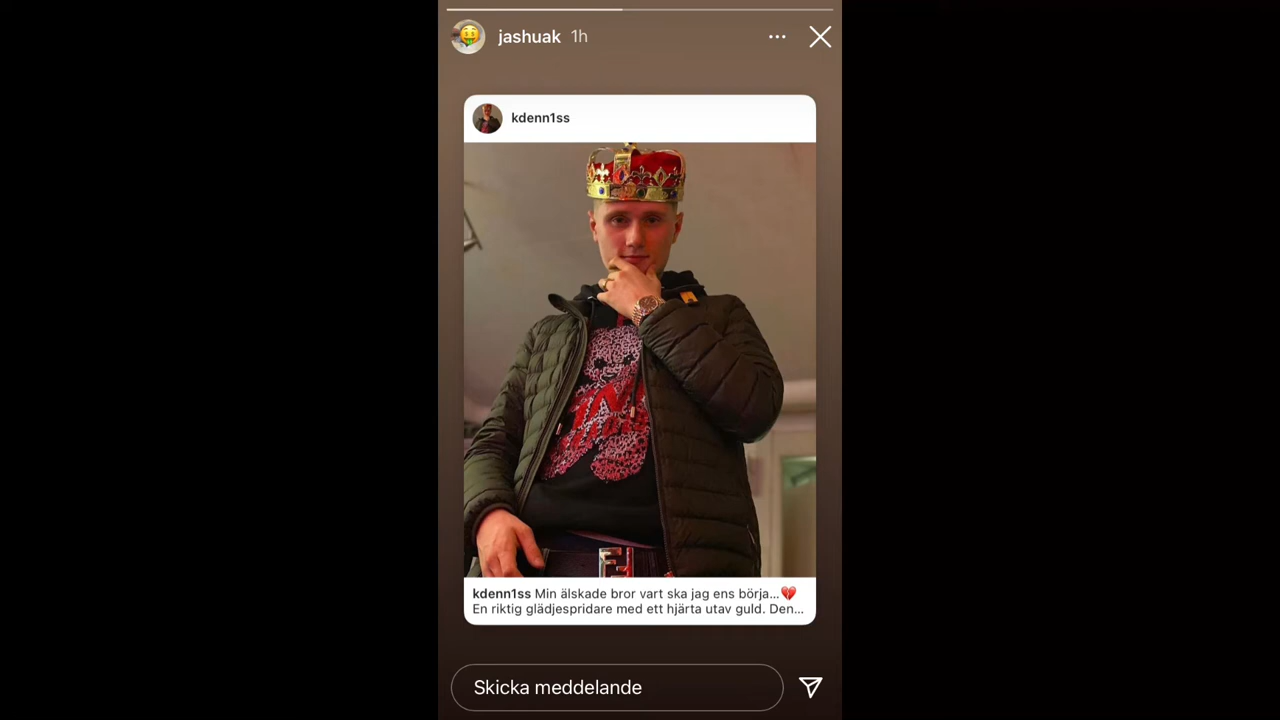 jashuak 1h
kdenn1ss
kdenn1ss Min älskade bror vart ska jag ens börja...💔
En riktig glädjespridare med ett hjärta utav guld. Den...
Skicka meddelande